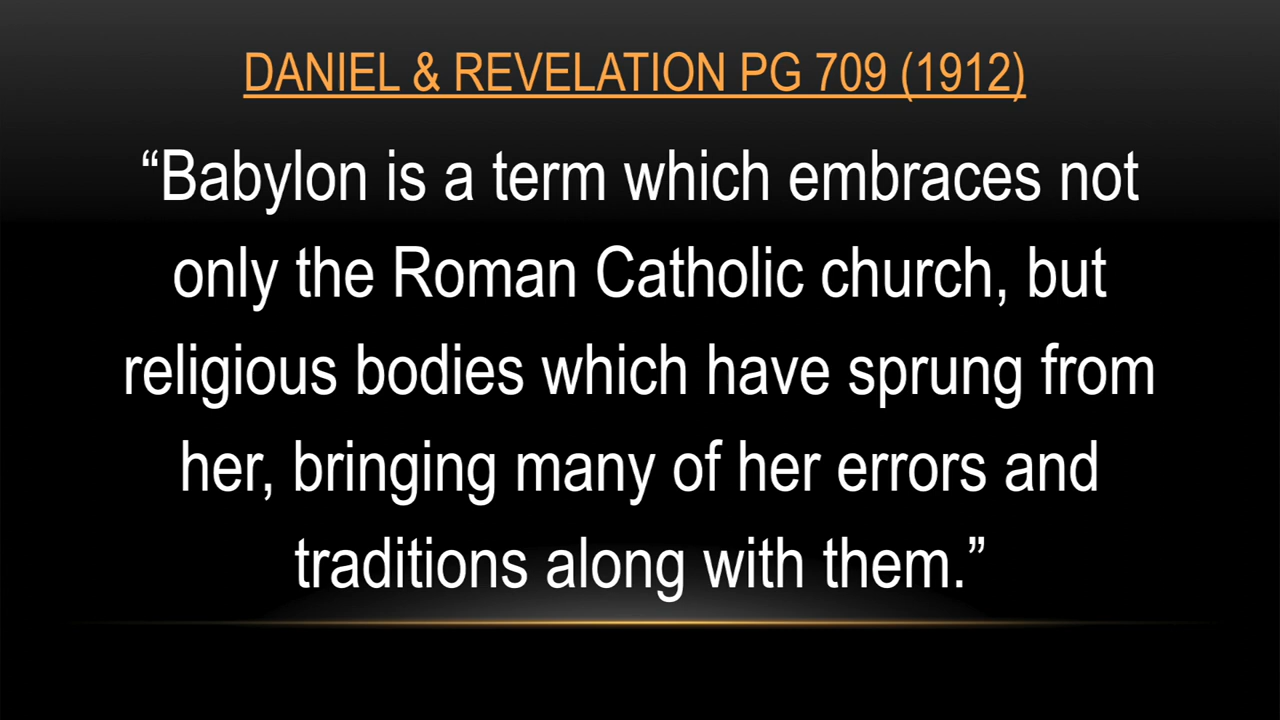 DANIEL & REVELATION PG 709 (1912)
“Babylon is a term which embraces not
only the Roman Catholic church, but
religious bodies which have sprung from
her, bringing many of her errors and
traditions along with them.”